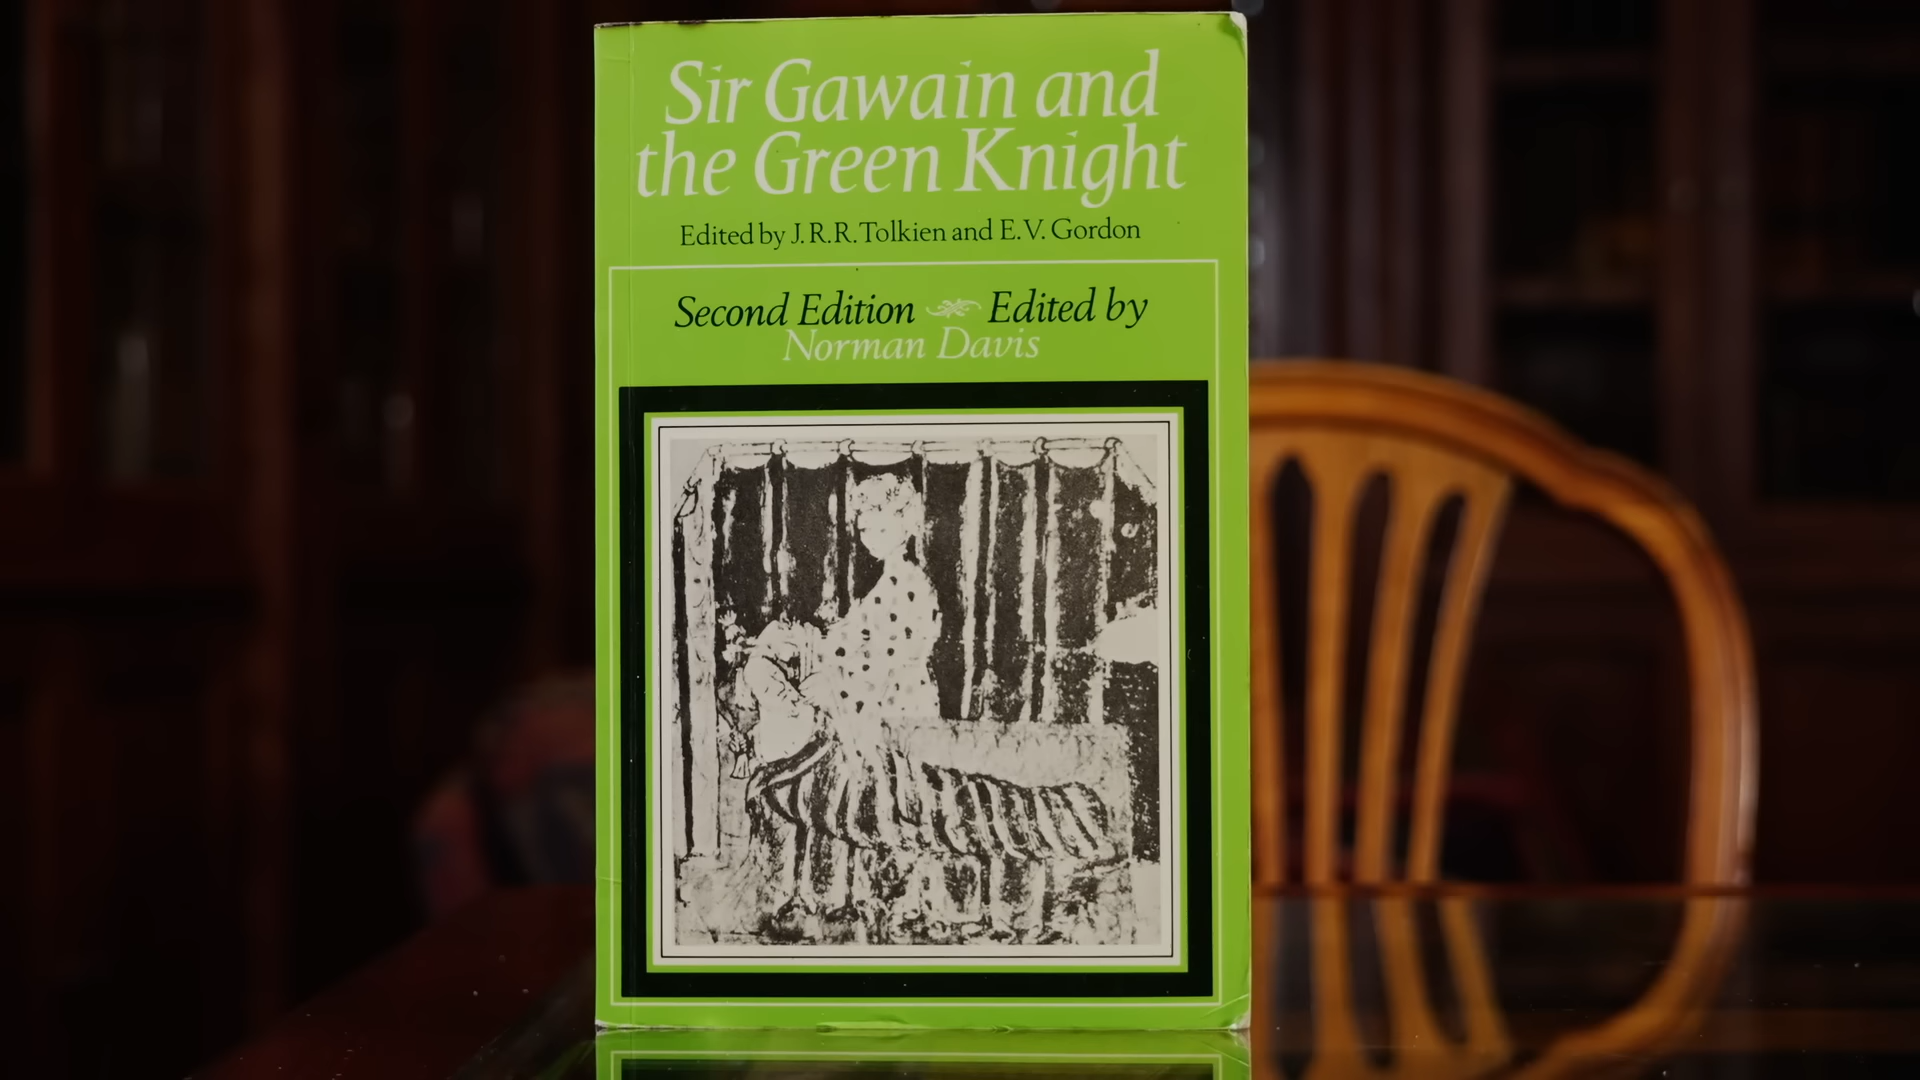 Sir Gawain and
the Green Knight
Edited by J.R.R. Tolkien and E.V. Gordon
Second Edition Edited by
Norman Davis